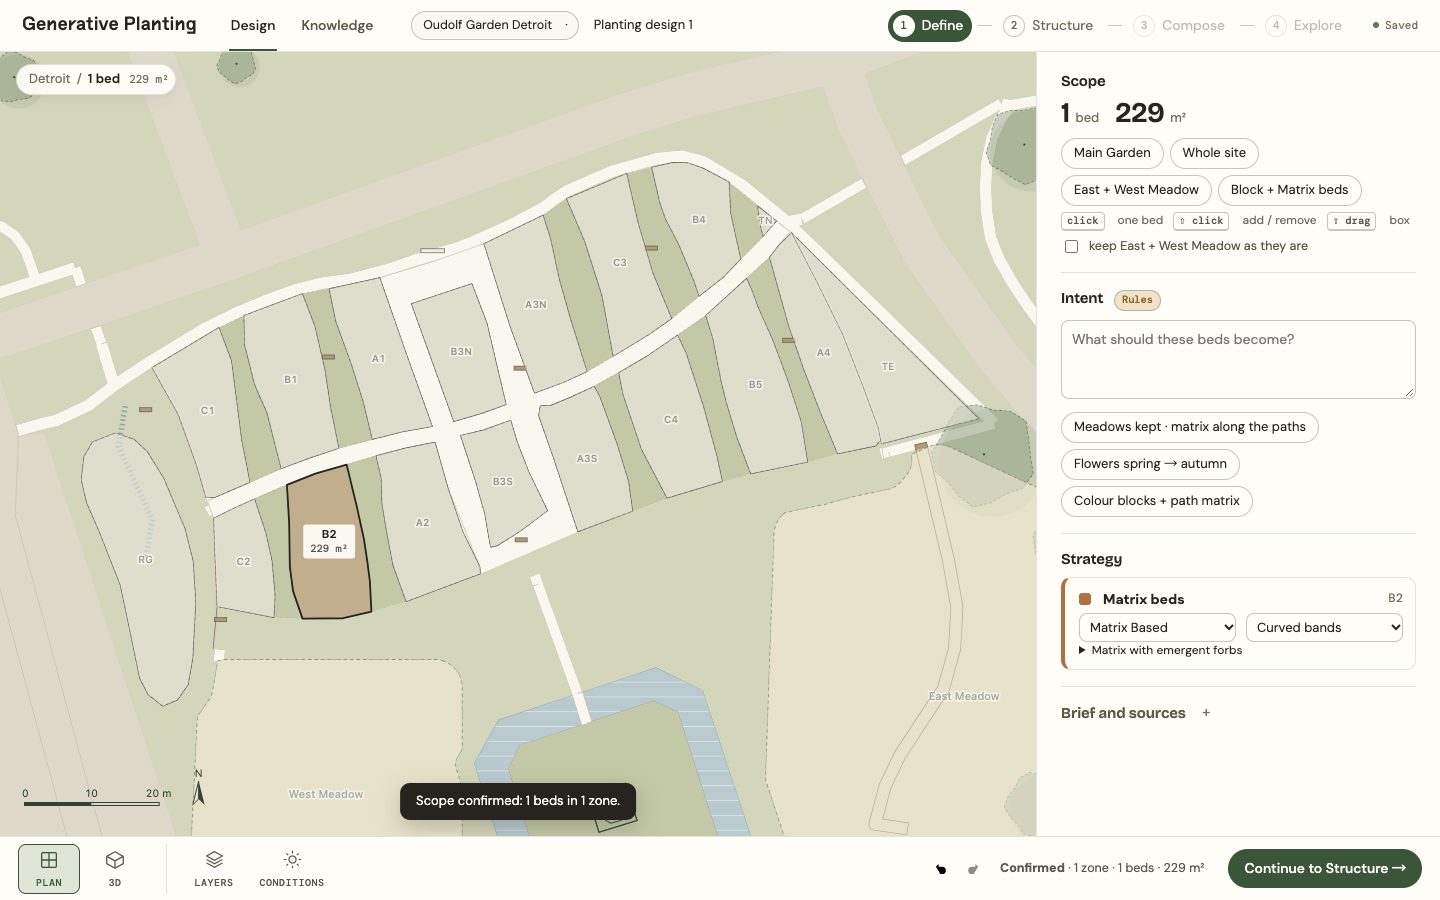 Generative Planting
Design
Knowledge
Oudolf Garden Detroit ·
Planting design 1
1 Define
2 Structure
3 Compose
4 Explore
Saved
Detroit / 1 bed 229 m²
Scope
1 bed 229 m²
Main Garden
Whole site
East + West Meadow
Block + Matrix beds
click one bed ⇧ click add / remove ⇧ drag box
keep East + West Meadow as they are
Intent Rules
What should these beds become?
Meadows kept · matrix along the paths
Flowers spring → autumn
Colour blocks + path matrix
Strategy
Matrix beds B2
Matrix Based
Curved bands
Matrix with emergent forbs
Brief and sources +
B4
TN
C3
A3N
B3N
A1
B1
C1
A4
TE
B5
C4
A3S
B3S
A2
B2
229 m²
C2
RG
East Meadow
West Meadow
N
0 10 20 m
Scope confirmed: 1 beds in 1 zone.
PLAN
3D
LAYERS
CONDITIONS
Confirmed · 1 zone · 1 beds · 229 m²
Continue to Structure →